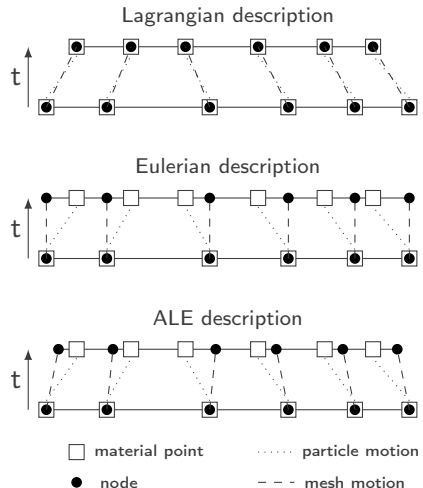 Lagrangian description
t
Eulerian description
t
ALE description
t
material point
particle motion
node
mesh motion